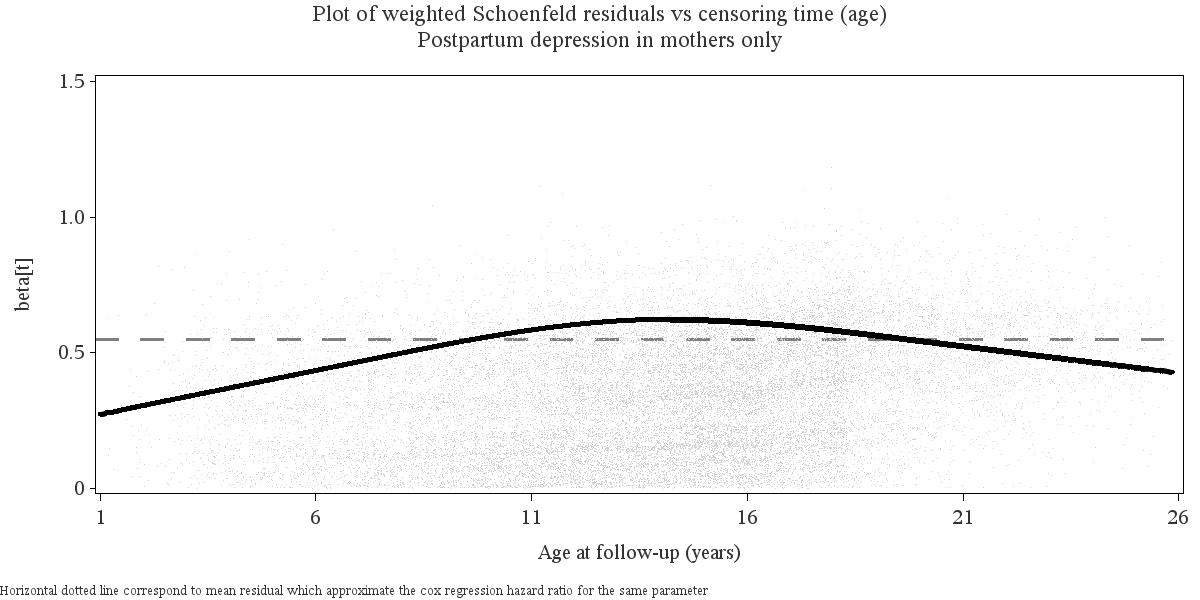 Plot of weighted Schoenfeld residuals vs censoring time (age)
Postpartum depression in mothers only
1.5
1.0
0.5
0
beta[t]
1 6 11 16 21 26
Age at follow-up (years)
Horizontal dotted line correspond to mean residual which approximate the cox regression hazard ratio for the same parameter